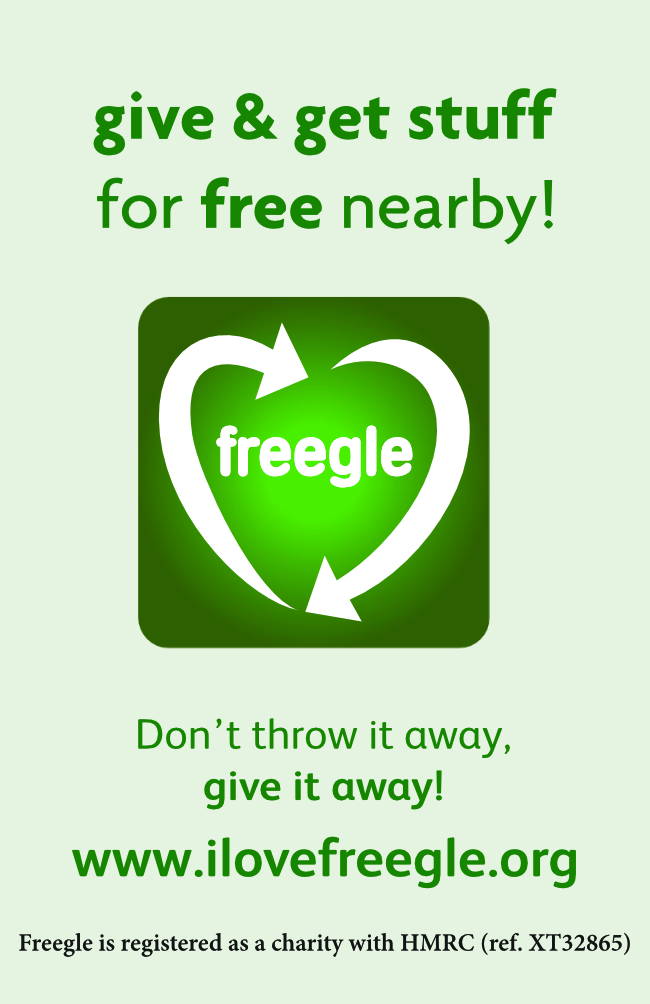 give & get stuff
for free nearby!
freegle
Don’t throw it away,
give it away!
www.ilovefreegle.org
Freegle is registered as a charity with HMRC (ref. XT32865)